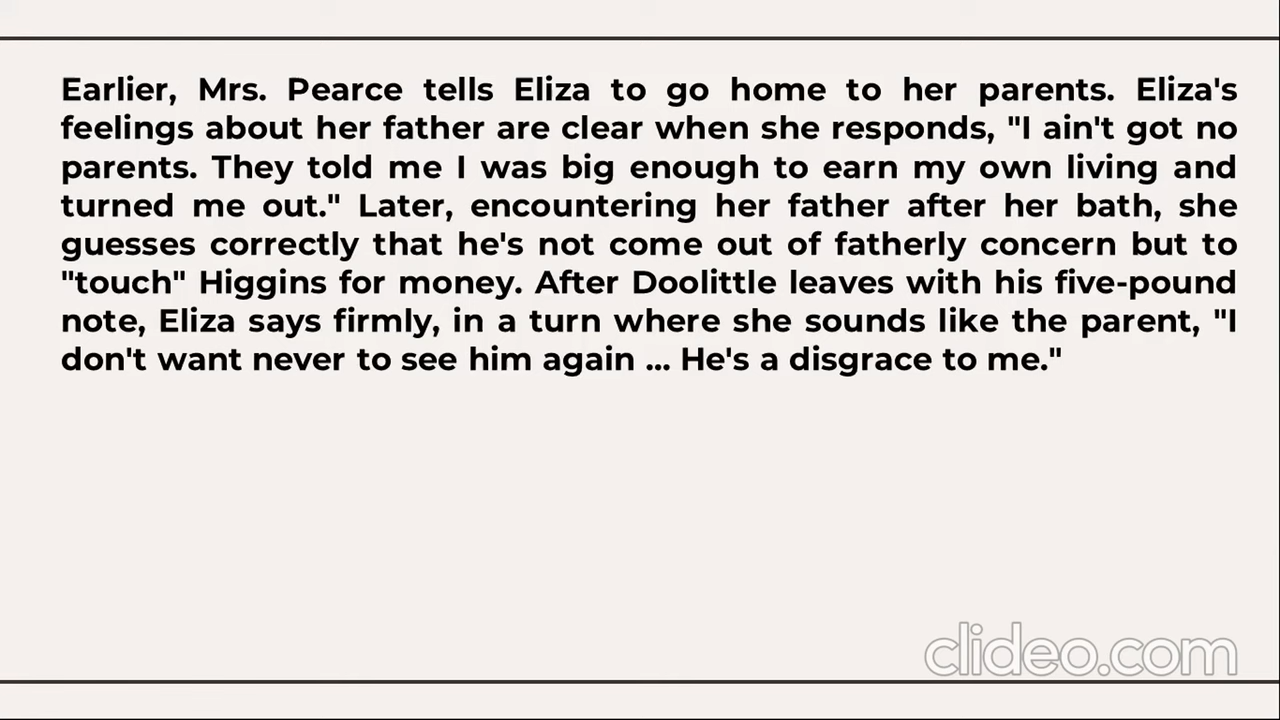 Earlier, Mrs. Pearce tells Eliza to go home to her parents. Eliza's
feelings about her father are clear when she responds, "I ain't got no
parents. They told me I was big enough to earn my own living and
turned me out." Later, encountering her father after her bath, she
guesses correctly that he's not come out of fatherly concern but to
"touch" Higgins for money. After Doolittle leaves with his five-pound
note, Eliza says firmly, in a turn where she sounds like the parent, "I
don't want never to see him again ... He's a disgrace to me."
clideo.com